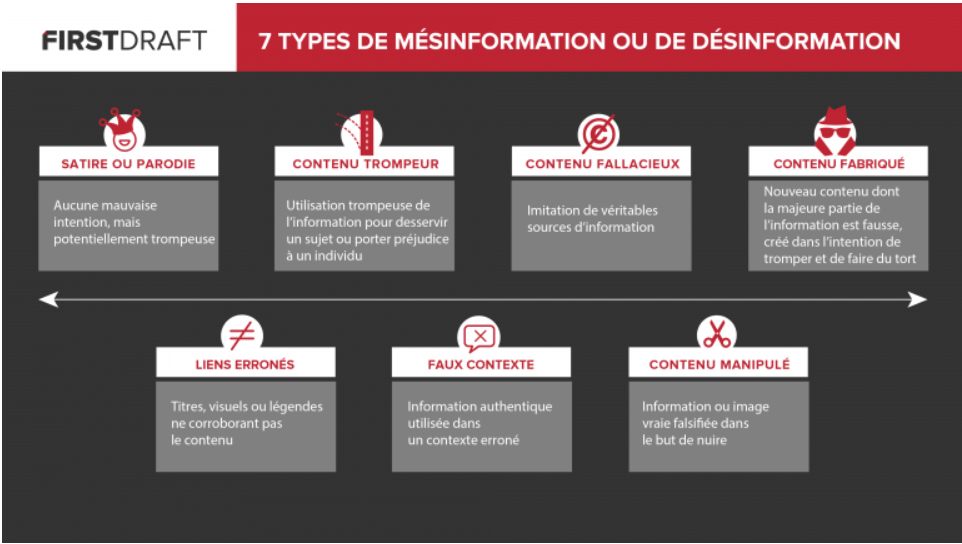 FIRSTDRAFT
7 TYPES DE MÉSINFORMATION OU DE DÉSINFORMATION
SATIRE OU PARODIE
Aucune mauvaise
intention, mais
potentiellement trompeuse
CONTENU TROMPEUR
Utilisation trompeuse de
l'information pour desservir
un sujet ou porter préjudice
à un individu
CONTENU FALLACIEUX
Imitation de véritables
sources d'information
CONTENU FABRIQUÉ
Nouveau contenu dont
la majeure partie de
l'information est fausse,
créé dans l'intention de
tromper et de faire du tort
LIENS ERRONÉS
Titres, visuels ou légendes
ne corroborant pas
le contenu
FAUX CONTEXTE
Information authentique
utilisée dans
un contexte erroné
CONTENU MANIPULÉ
Information ou image
vraie falsifiée dans
le but de nuire